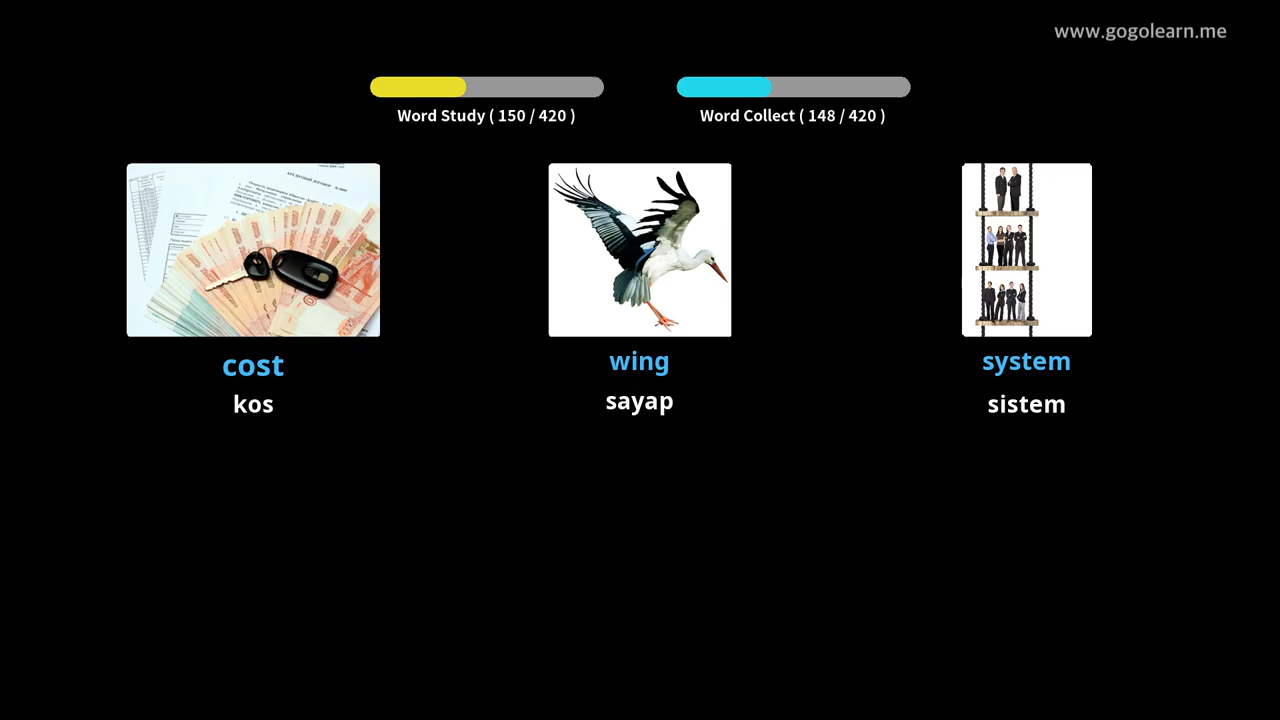 www.gogolearn.me
Word Study ( 150 / 420 )
Word Collect ( 148 / 420 )
cost
kos
wing
sayap
system
sistem